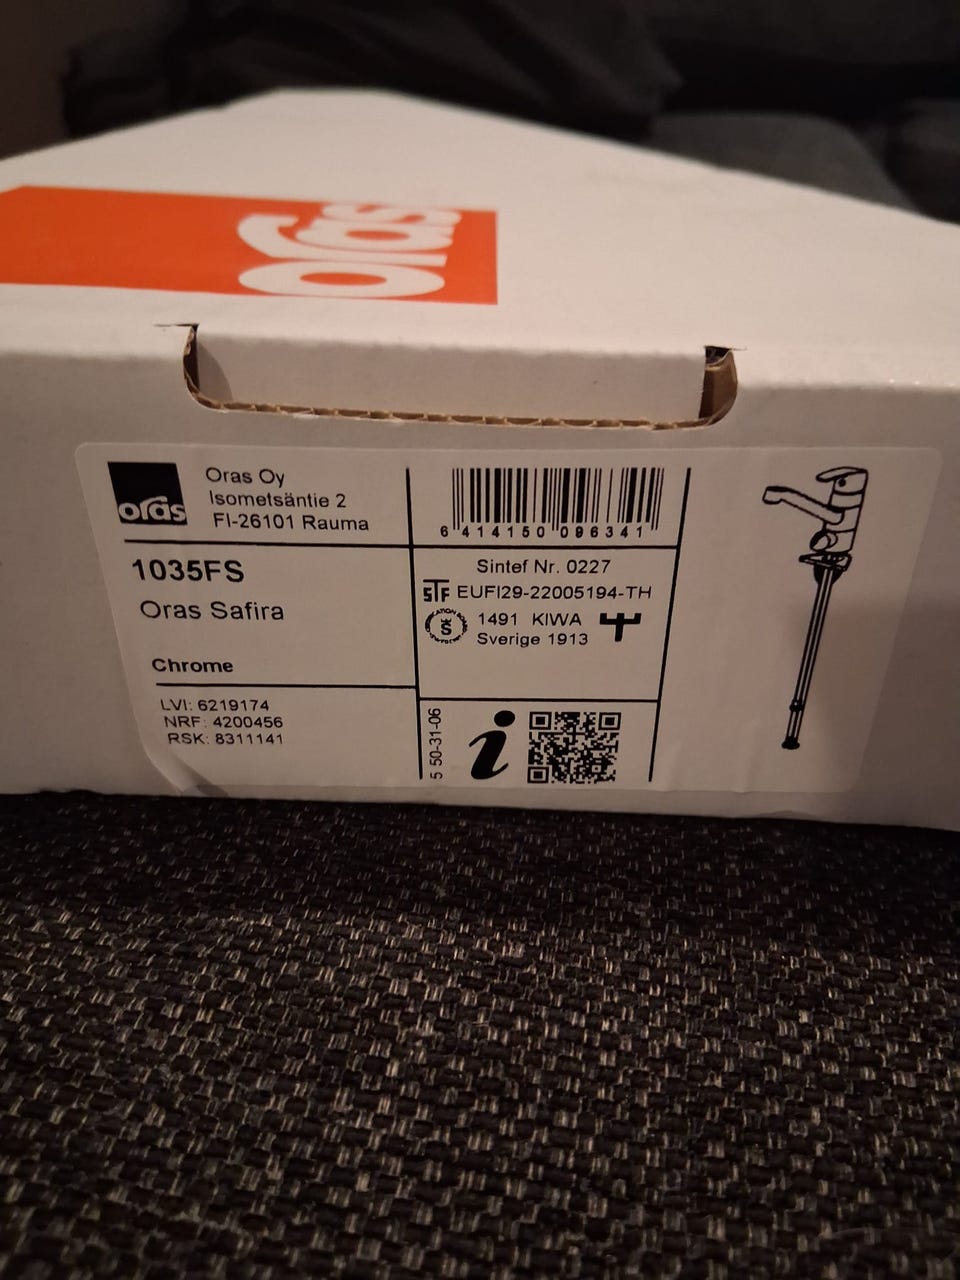 oras
oras
Oras Oy
Isometsäntie 2
FI-26101 Rauma
1035FS
Oras Safira
Chrome
LVI: 6219174
NRF: 4200456
RSK: 8311141
6 414150 096341
Sintef Nr. 0227
STF EUFI29-22005194-TH
1491 KIWA
Sverige 1913
5 50-31-06
i